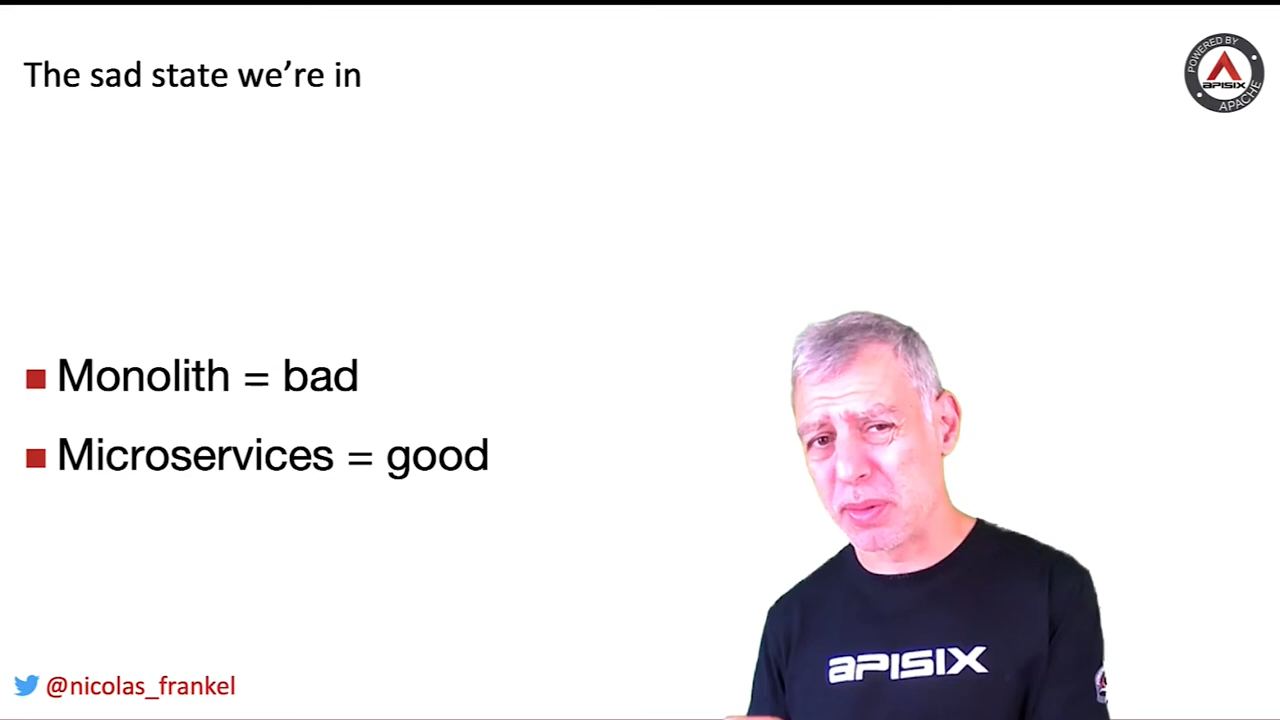 The sad state we're in
POWERED BY
APISIX
APACHE
Monolith = bad
Microservices = good
APISIX
@nicolas_frankel